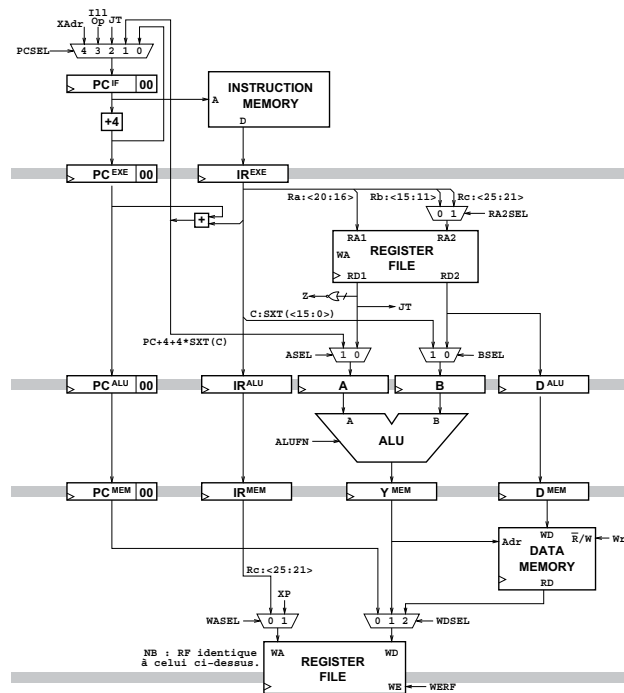 Ill
XAdr Op JT
PCSEL 4 3 2 1 0
PC IF 00
INSTRUCTION
MEMORY
A
D
+4
PC EXE 00
IR EXE
Ra:<20:16> Rb:<15:11> Rc:<25:21>
+
0 1 RA2SEL
RA1 RA2
WA REGISTER
FILE
RD1 RD2
Z
JT
C:SXT(<15:0>)
PC+4+4*SXT(C)
ASEL 1 0 1 0 BSEL
PC ALU 00 IR ALU A B D ALU
A B
ALUFN ALU
PC MEM 00 IR MEM Y MEM D MEM
WD R/W Wr
Adr
DATA
MEMORY
RD
Rc:<25:21>
XP
WASEL 0 1 0 1 2 WDSEL
NB : RF identique
à celui ci-dessus.
WA WD
REGISTER
FILE
WE WERF